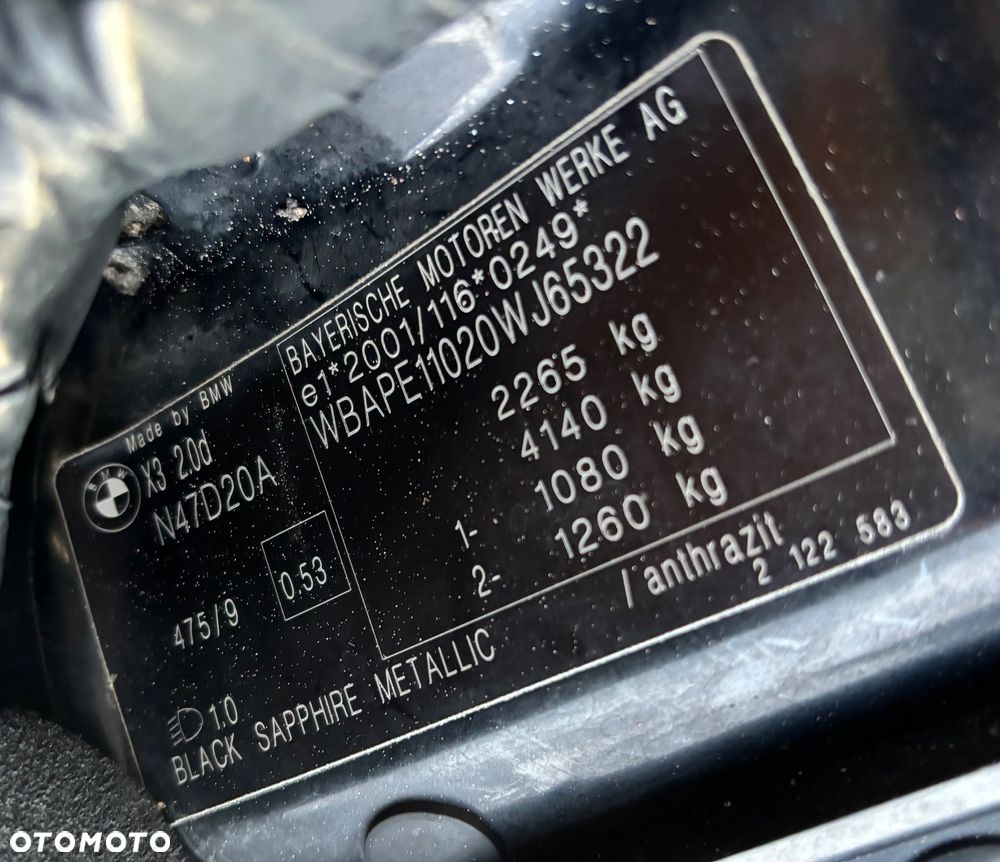 Made by BMW
BMW
X3 2.0d
N47D20A
475/9
0.53
1.0
BLACK SAPPHIRE METALLIC
BAYERISCHE MOTOREN WERKE AG
e1*2001/116*0249*
WBAPE11020WJ65322
2265 kg
4140 kg
1- 1080 kg
2- 1260 kg
/anthrazit
2 122 583
OTOMOTO